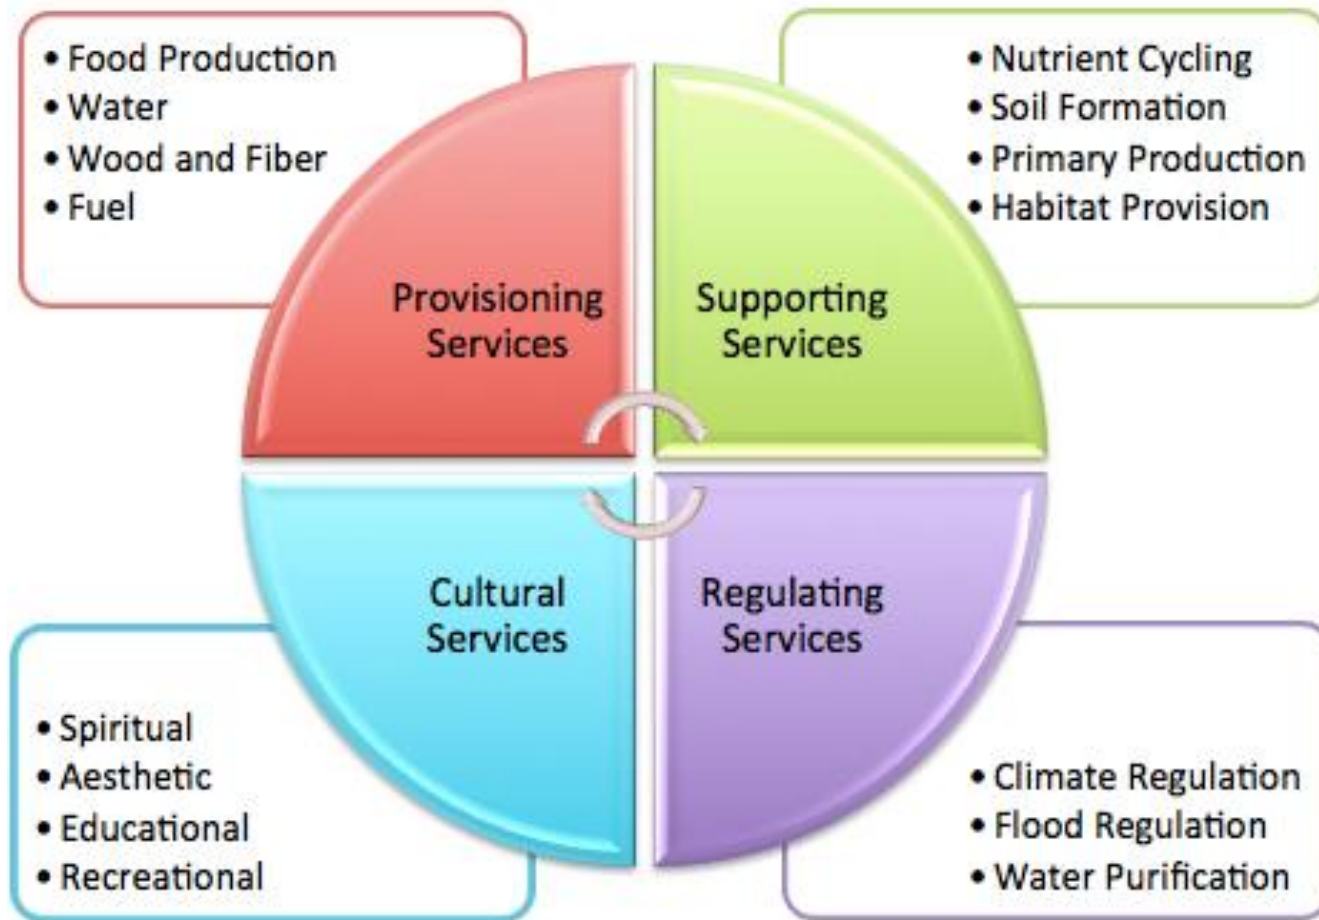 • Food Production
• Water
• Wood and Fiber
• Fuel
• Nutrient Cycling
• Soil Formation
• Primary Production
• Habitat Provision
Provisioning
Services
Supporting
Services
Cultural
Services
Regulating
Services
• Spiritual
• Aesthetic
• Educational
• Recreational
• Climate Regulation
• Flood Regulation
• Water Purification